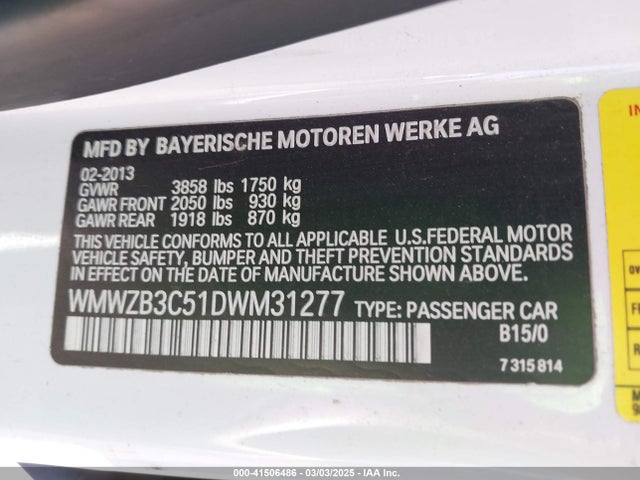 MFD BY BAYERISCHE MOTOREN WERKE AG
02-2013
GVWR 3858 lbs 1750 kg
GAWR FRONT 2050 lbs 930 kg
GAWR REAR 1918 lbs 870 kg
THIS VEHICLE CONFORMS TO ALL APPLICABLE U.S.FEDERAL MOTOR
VEHICLE SAFETY, BUMPER AND THEFT PREVENTION STANDARDS
IN EFFECT ON THE DATE OF MANUFACTURE SHOWN ABOVE.
WMWZB3C51DWM31277 TYPE: PASSENGER CAR
B15/0
7 315 814
000-41506486 - 03/03/2025 - IAA Inc.